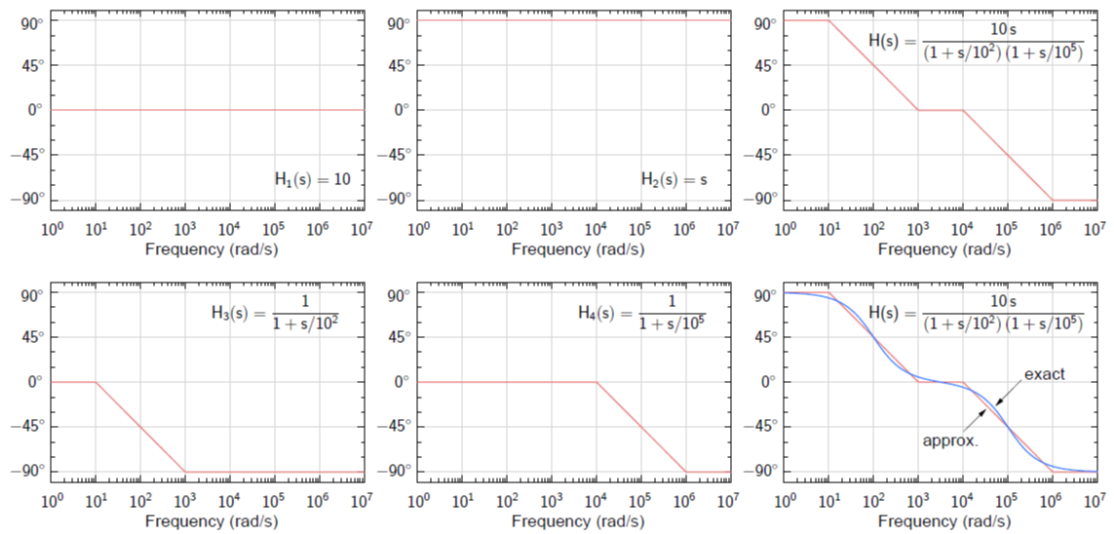 90°
45°
0°
−45°
−90°
H₁(s) = 10
10⁰ 10¹ 10² 10³ 10⁴ 10⁵ 10⁶ 10⁷
Frequency (rad/s)
90°
45°
0°
−45°
−90°
H₂(s) = s
10⁰ 10¹ 10² 10³ 10⁴ 10⁵ 10⁶ 10⁷
Frequency (rad/s)
90°
45°
0°
−45°
−90°
H(s) = 10 s / (1 + s/10²) (1 + s/10⁵)
10⁰ 10¹ 10² 10³ 10⁴ 10⁵ 10⁶ 10⁷
Frequency (rad/s)
90°
45°
0°
−45°
−90°
H₃(s) = 1 / 1 + s/10²
10⁰ 10¹ 10² 10³ 10⁴ 10⁵ 10⁶ 10⁷
Frequency (rad/s)
90°
45°
0°
−45°
−90°
H₄(s) = 1 / 1 + s/10⁵
10⁰ 10¹ 10² 10³ 10⁴ 10⁵ 10⁶ 10⁷
Frequency (rad/s)
90°
45°
0°
−45°
−90°
H(s) = 10 s / (1 + s/10²) (1 + s/10⁵)
exact
approx.
10⁰ 10¹ 10² 10³ 10⁴ 10⁵ 10⁶ 10⁷
Frequency (rad/s)